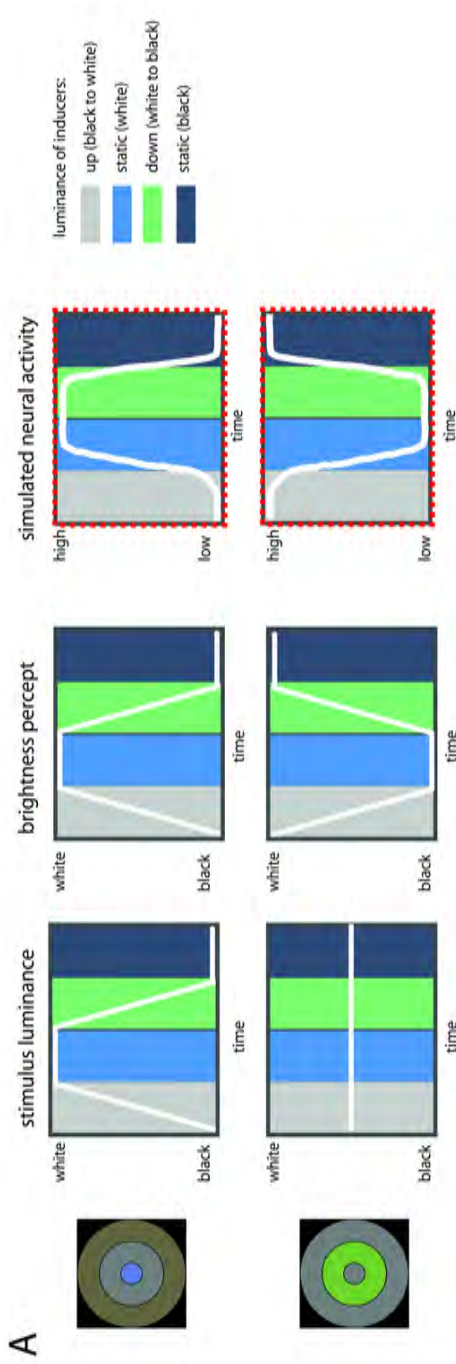 A
stimulus luminance
brightness percept
simulated neural activity
white
black
time
white
black
time
high
low
time
white
black
time
white
black
time
high
low
time
luminance of inducers:
up (black to white)
static (white)
down (white to black)
static (black)